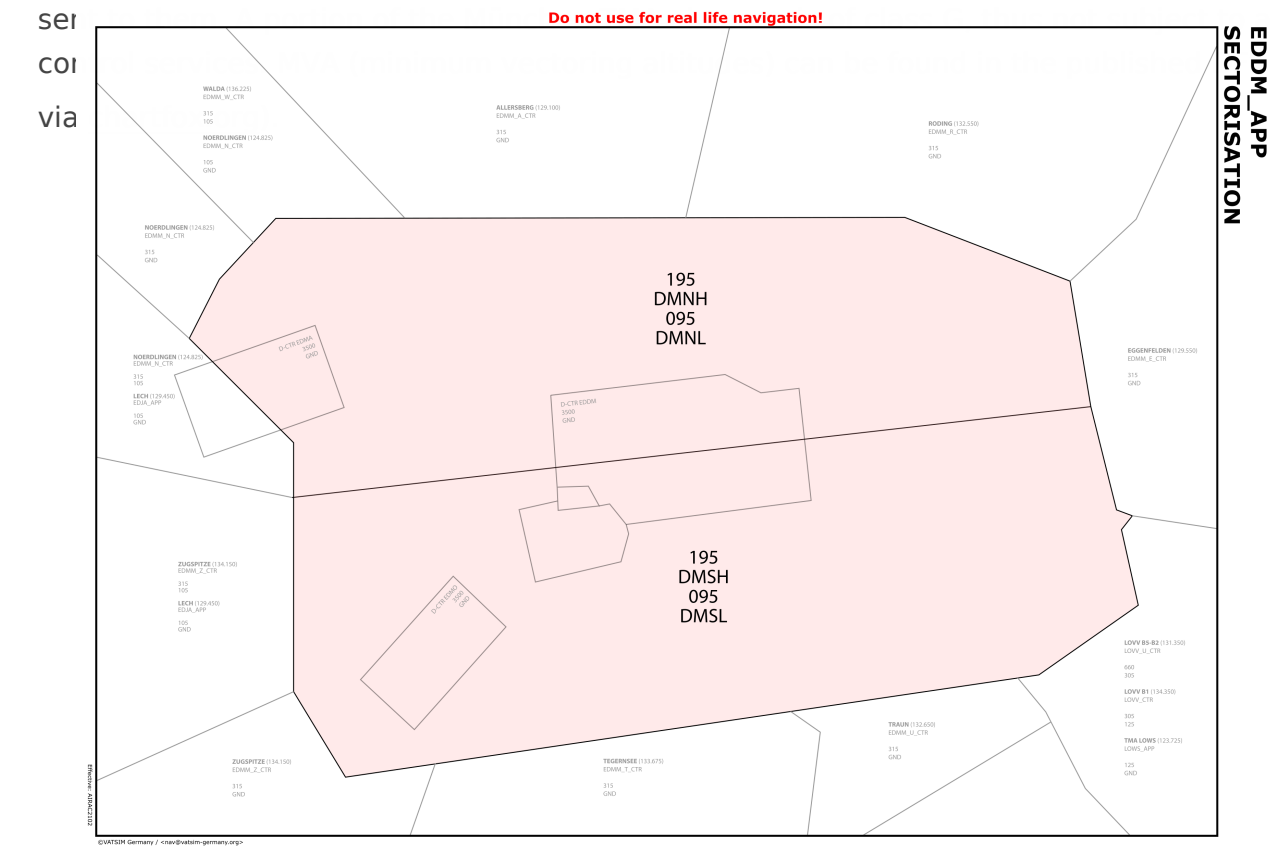 ser
cor
via
Do not use for real life navigation!
EDDM_APP
SECTORISATION
WALDA (136.225)
EDMM_W_CTR
315
105
NOERDLINGEN (124.825)
EDMM_N_CTR
105
GND
ALLERSBERG (129.100)
EDMM_A_CTR
315
GND
RODING (132.550)
EDMM_R_CTR
315
GND
NOERDLINGEN (124.825)
EDMM_N_CTR
315
GND
195
DMNH
095
DMNL
D-CTR EDMA
3500
GND
NOERDLINGEN (124.825)
EDMM_N_CTR
315
105
LECH (129.450)
EDJA_APP
105
GND
EGGENFELDEN (129.550)
EDMM_E_CTR
315
GND
D-CTR EDDM
3500
GND
195
DMSH
095
DMSL
ZUGSPITZE (134.150)
EDMM_Z_CTR
315
105
LECH (129.450)
EDJA_APP
105
GND
D-CTR EDMO
3500
GND
LOVV B5-B2 (131.350)
LOVV_U_CTR
660
305
LOVV B1 (134.350)
LOVV_CTR
305
125
TMA LOWS (123.725)
LOWS_APP
125
GND
TRAUN (132.650)
EDMM_U_CTR
315
GND
ZUGSPITZE (134.150)
EDMM_Z_CTR
315
GND
TEGERNSEE (133.675)
EDMM_T_CTR
315
GND
Effective: AIRAC2102
©VATSIM Germany / <nav@vatsim-germany.org>